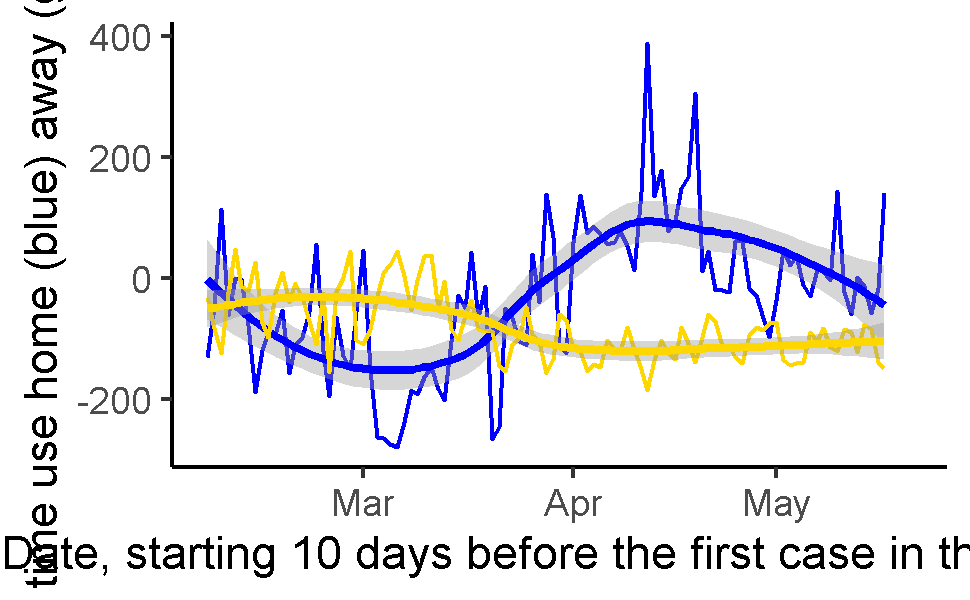 time use home (blue) away (
400
200
0
-200
Mar Apr May
Date, starting 10 days before the first case in th